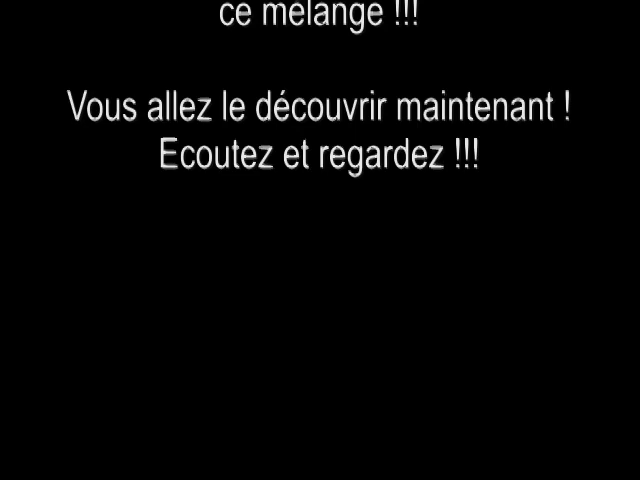 ce mélange !!!
Vous allez le découvrir maintenant !
Ecoutez et regardez !!!